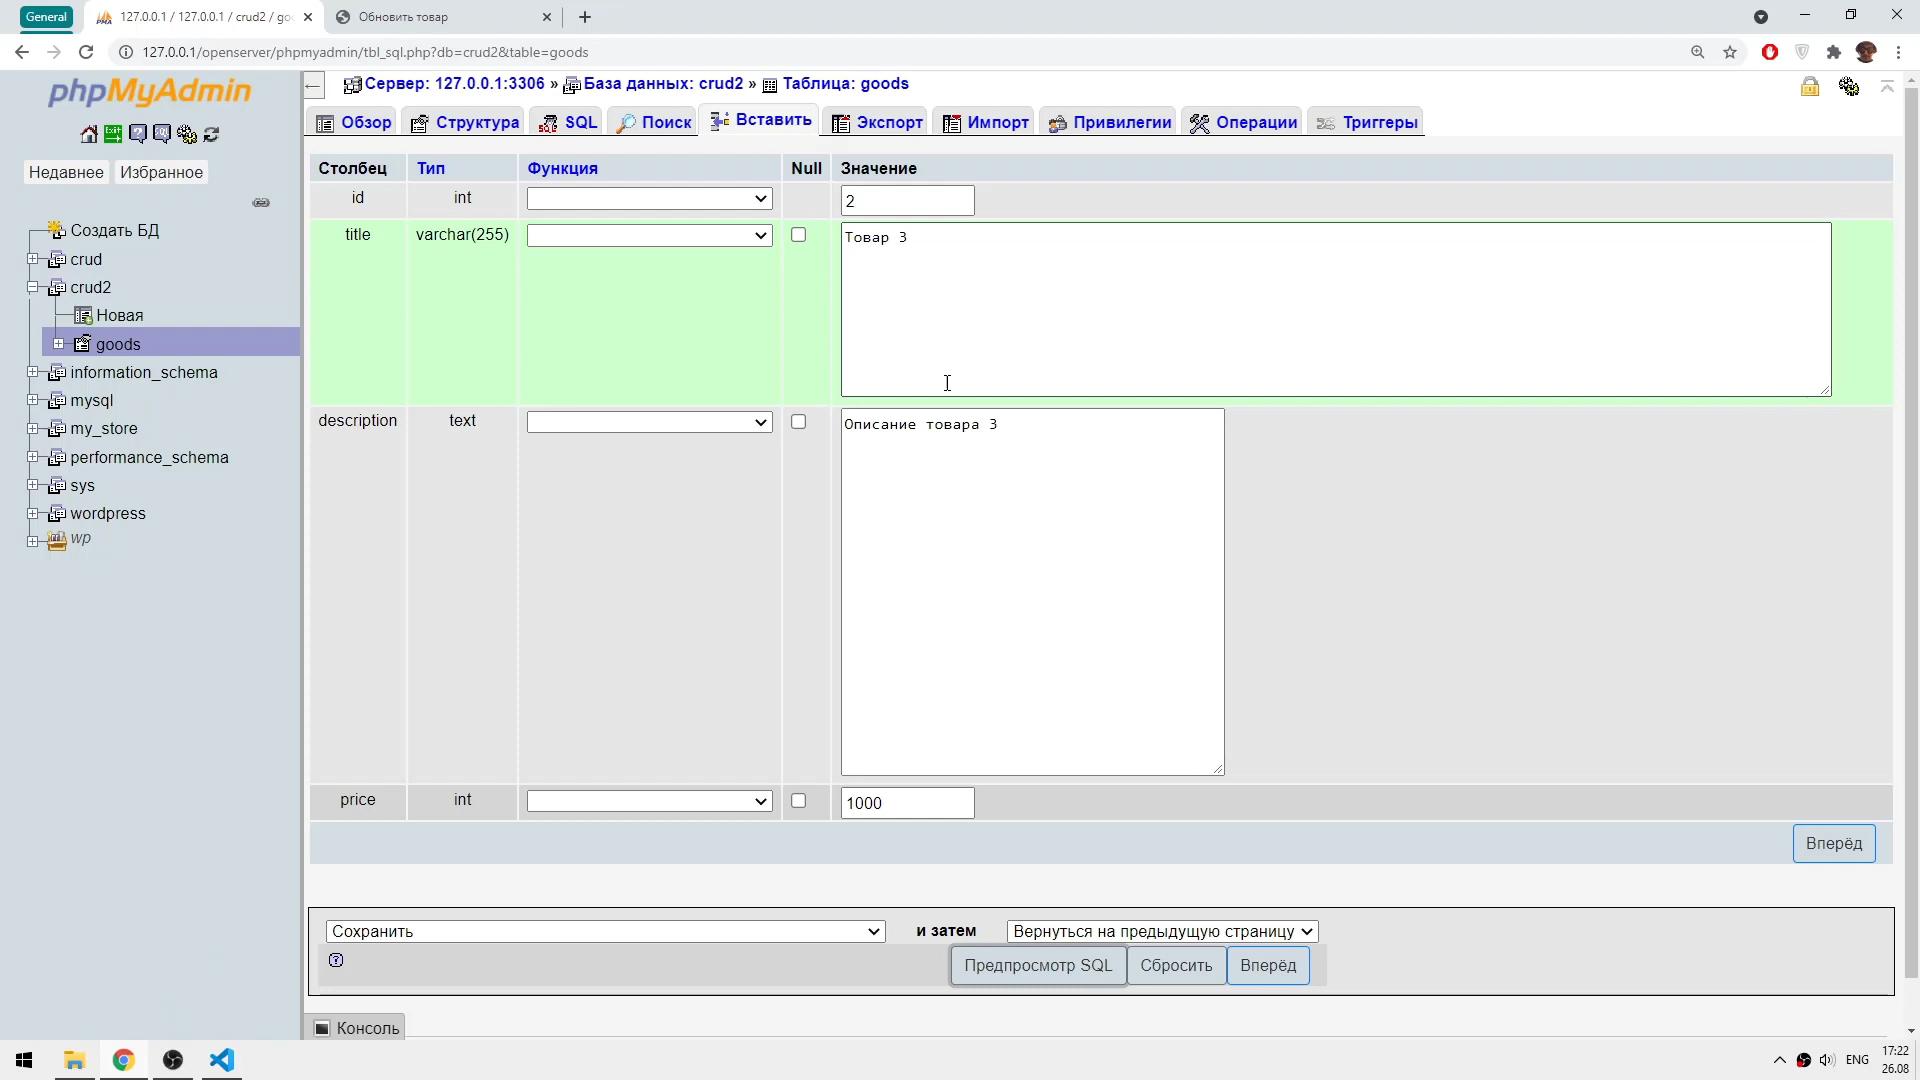 General
127.0.0.1 / 127.0.0.1 / crud2 / go
Обновить товар
127.0.0.1/openserver/phpmyadmin/tbl_sql.php?db=crud2&table=goods
phpMyAdmin
Сервер: 127.0.0.1:3306 » База данных: crud2 » Таблица: goods
Обзор Структура SQL Поиск Вставить Экспорт Импорт Привилегии Операции Триггеры
Недавнее Избранное
Создать БД
crud
crud2
Новая
goods
information_schema
mysql
my_store
performance_schema
sys
wordpress
wp
Столбец Тип Функция Null Значение
id int 2
title varchar(255) Товар 3
description text Описание товара 3
price int 1000
Вперёд
Сохранить и затем Вернуться на предыдущую страницу
Предпросмотр SQL Сбросить Вперёд
Консоль
ENG
17:22
26.08